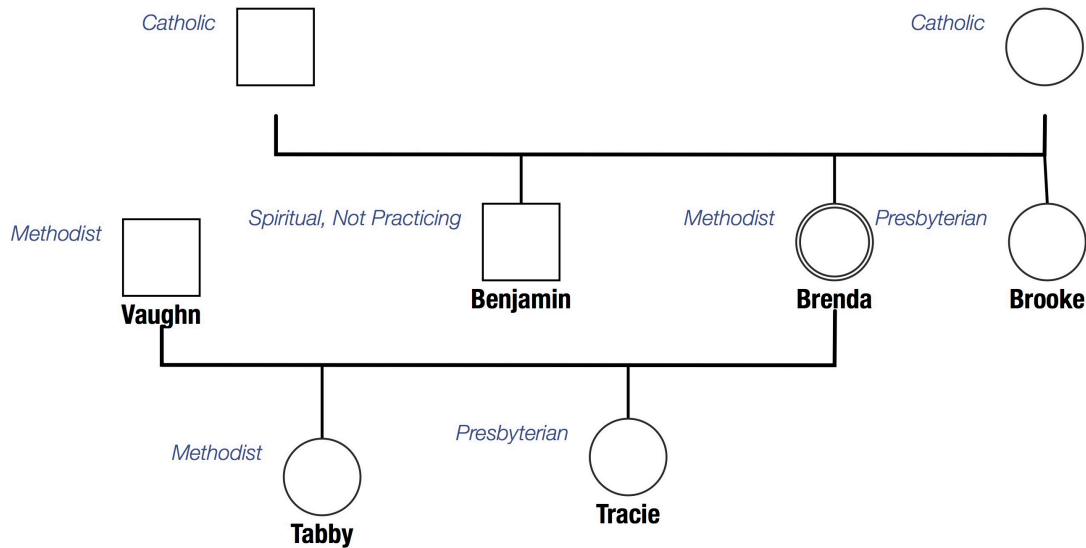 Catholic
Catholic
Methodist
Spiritual, Not Practicing
Methodist
Presbyterian
Vaughn
Benjamin
Brenda
Brooke
Methodist
Presbyterian
Tabby
Tracie